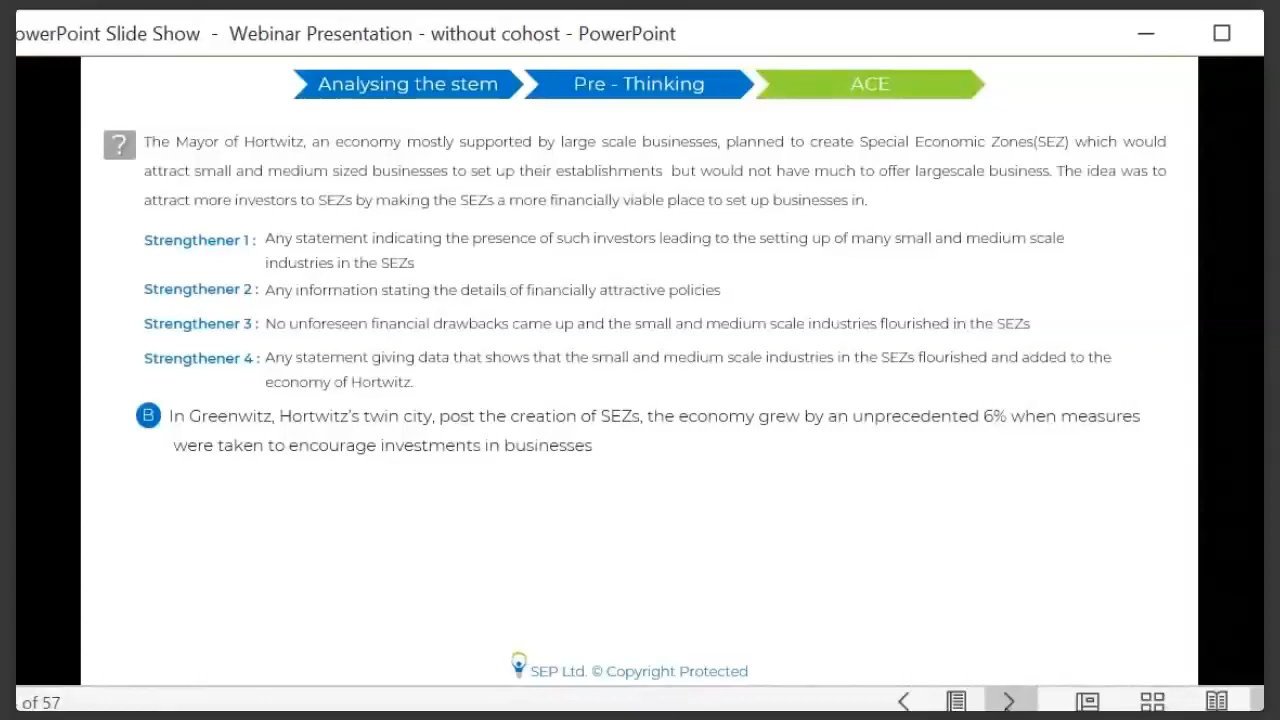 owerPoint Slide Show - Webinar Presentation - without cohost - PowerPoint
Analysing the stem Pre - Thinking ACE
? The Mayor of Hortwitz, an economy mostly supported by large scale businesses, planned to create Special Economic Zones(SEZ) which would
attract small and medium sized businesses to set up their establishments but would not have much to offer largescale business. The idea was to
attract more investors to SEZs by making the SEZs a more financially viable place to set up businesses in.
Strengthener 1 : Any statement indicating the presence of such investors leading to the setting up of many small and medium scale
industries in the SEZs
Strengthener 2 : Any information stating the details of financially attractive policies
Strengthener 3 : No unforeseen financial drawbacks came up and the small and medium scale industries flourished in the SEZs
Strengthener 4 : Any statement giving data that shows that the small and medium scale industries in the SEZs flourished and added to the
economy of Hortwitz.
B In Greenwitz, Hortwitz's twin city, post the creation of SEZs, the economy grew by an unprecedented 6% when measures
were taken to encourage investments in businesses
SEP Ltd. © Copyright Protected
of 57